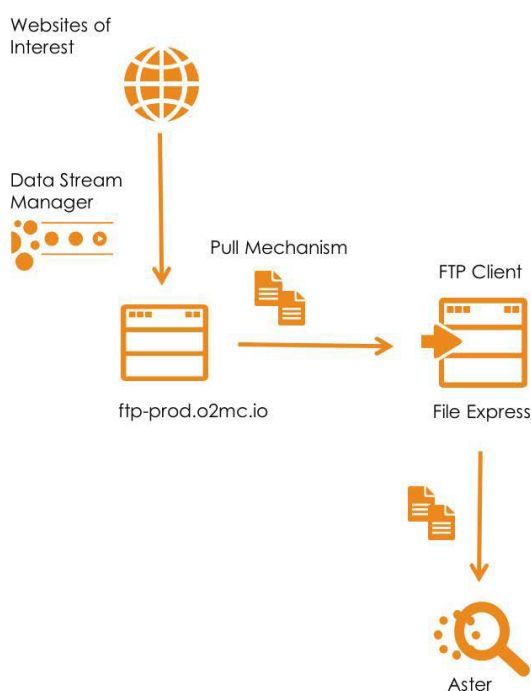 Websites of
Interest
Data Stream
Manager
Pull Mechanism
FTP Client
ftp-prod.o2mc.io
File Express
Aster